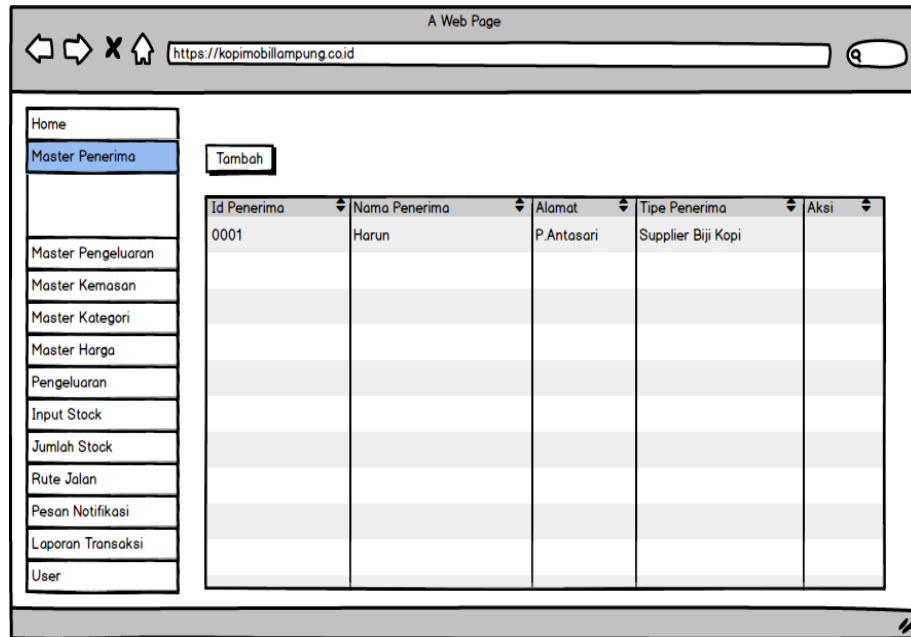 A Web Page
https://kopimobillampung.co.id
Home
Master Penerima
Master Pengeluaran
Master Kemasan
Master Kategori
Master Harga
Pengeluaran
Input Stock
Jumlah Stock
Rute Jalan
Pesan Notifikasi
Laporan Transaksi
User
Tambah
Id Penerima Nama Penerima Alamat Tipe Penerima Aksi
0001 Harun P.Antasari Supplier Biji Kopi